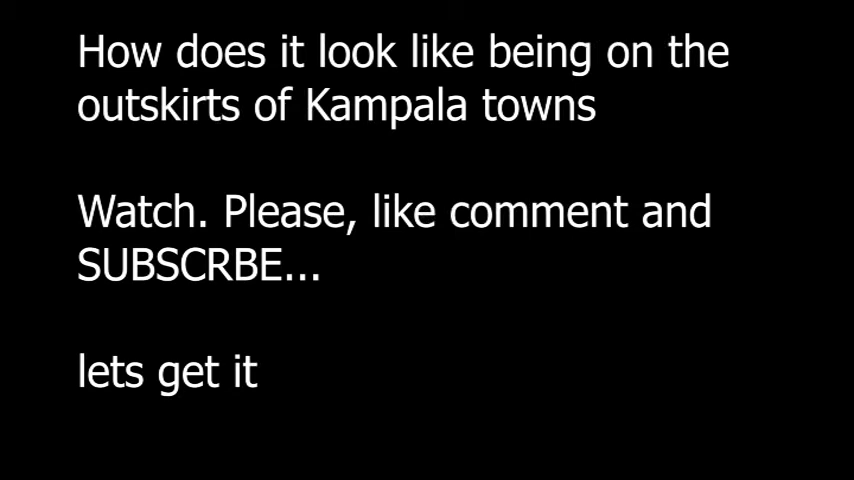 How does it look like being on the
outskirts of Kampala towns
Watch. Please, like comment and
SUBSCRBE...
lets get it